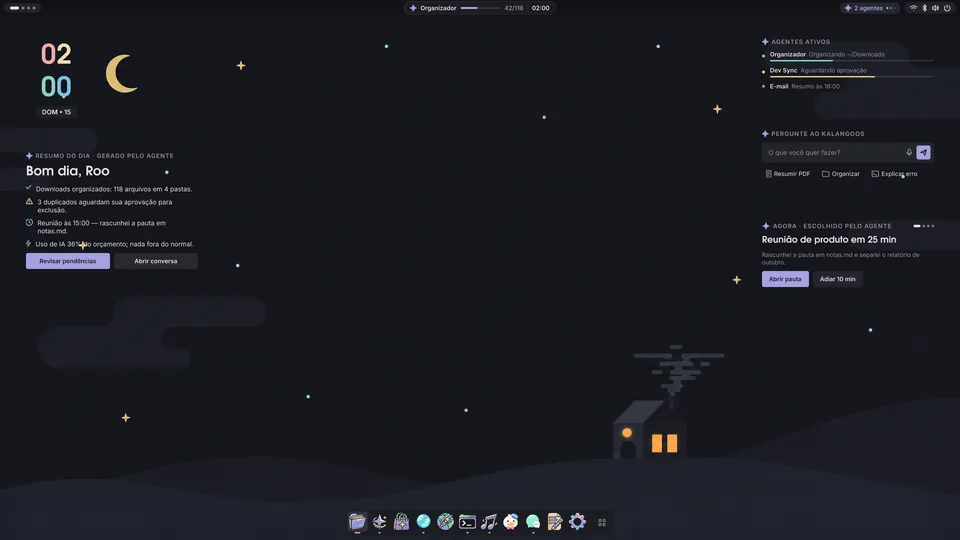 Organizador 42/118 02:00
2 agentes
02
00
DOM • 15
RESUMO DO DIA · GERADO PELO AGENTE
Bom dia, Roo
Downloads organizados: 118 arquivos em 4 pastas.
3 duplicados aguardam sua aprovação para
exclusão.
Reunião às 15:00 — rascunhei a pauta em
notas.md.
Uso de IA 36% do orçamento; nada fora do normal.
Revisar pendências
Abrir conversa
AGENTES ATIVOS
Organizador Organizando ~/Downloads
Dev Sync Aguardando aprovação
E-mail Resumo às 18:00
PERGUNTE AO KALANGOOS
O que você quer fazer?
Resumir PDF
Organizar
Explicar erro
AGORA · ESCOLHIDO PELO AGENTE
Reunião de produto em 25 min
Rascunhei a pauta em notas.md e separei o relatório de
outubro.
Abrir pauta
Adiar 10 min